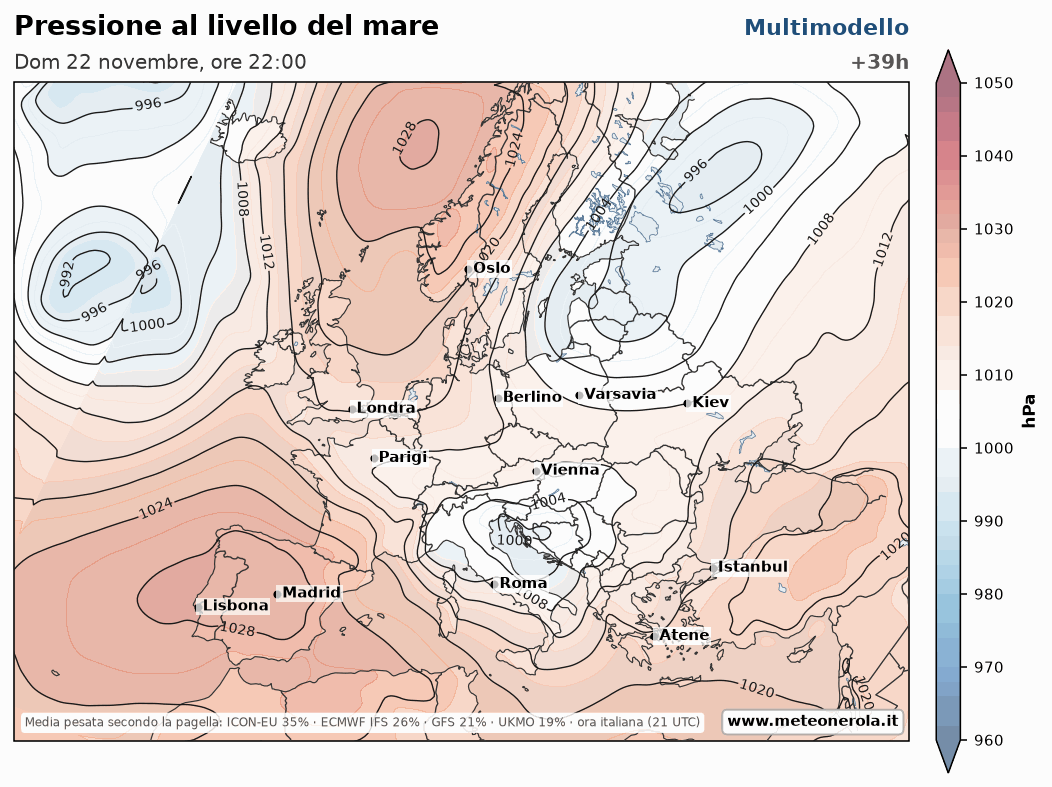 Pressione al livello del mare
Multimodello
Dom 22 novembre, ore 22:00
+39h
996
1028
1024
996
1000
1008
1004
1008
1012
1012
1020
992
996
996
1000
Oslo
Londra
Berlino
Varsavia
Kiev
Parigi
Vienna
1004
1024
1000
1020
Istanbul
Roma
1008
Madrid
Lisbona
1028
Atene
1020
1020
Media pesata secondo la pagella: ICON-EU 35% · ECMWF IFS 26% · GFS 21% · UKMO 19% · ora italiana (21 UTC)
www.meteonerola.it
1050
1040
1030
1020
1010
1000
990
980
970
960
hPa